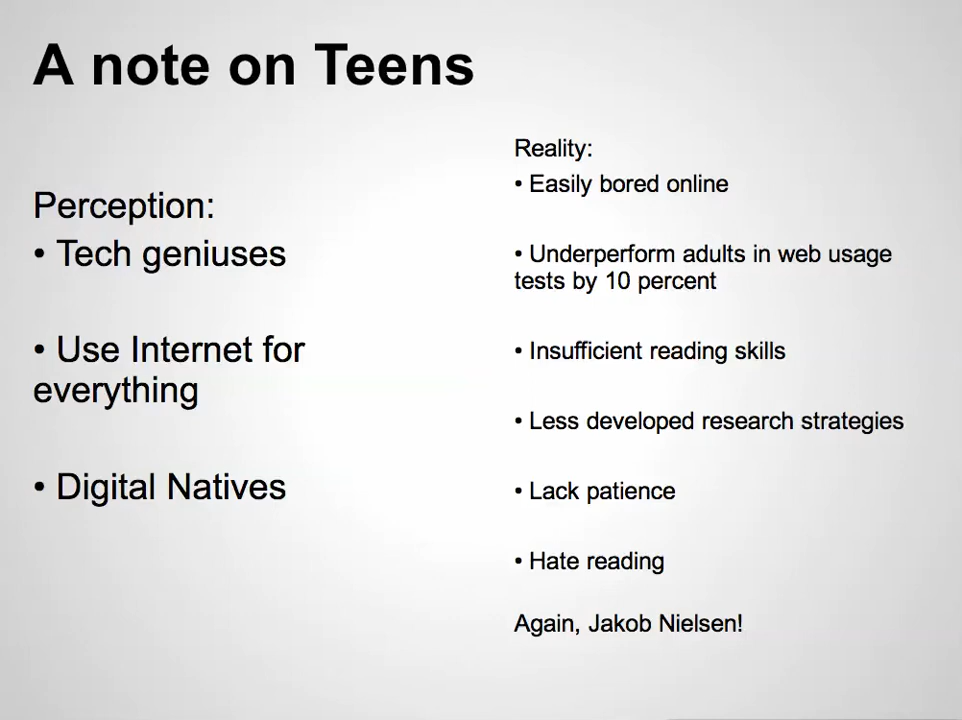 A note on Teens
Perception:
• Tech geniuses
• Use Internet for
everything
• Digital Natives
Reality:
• Easily bored online
• Underperform adults in web usage
tests by 10 percent
• Insufficient reading skills
• Less developed research strategies
• Lack patience
• Hate reading
Again, Jakob Nielsen!